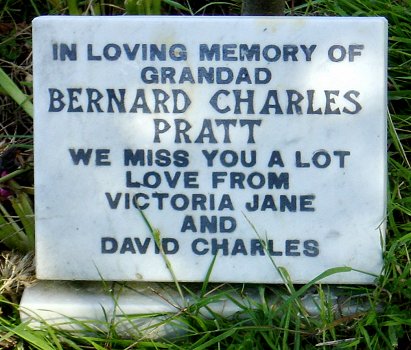 IN LOVING MEMORY OF
GRANDAD
BERNARD CHARLES
PRATT
WE MISS YOU A LOT
LOVE FROM
VICTORIA JANE
AND
DAVID CHARLES